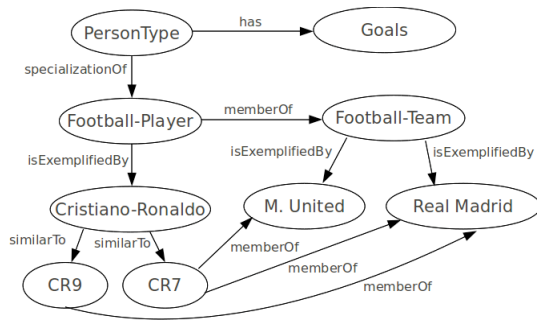 has
PersonType
Goals
specializationOf
memberOf
Football-Player
Football-Team
isExemplifiedBy
isExemplifiedBy
isExemplifiedBy
Cristiano-Ronaldo
M. United
Real Madrid
similarTo
similarTo
memberOf
memberOf
CR9
CR7
memberOf